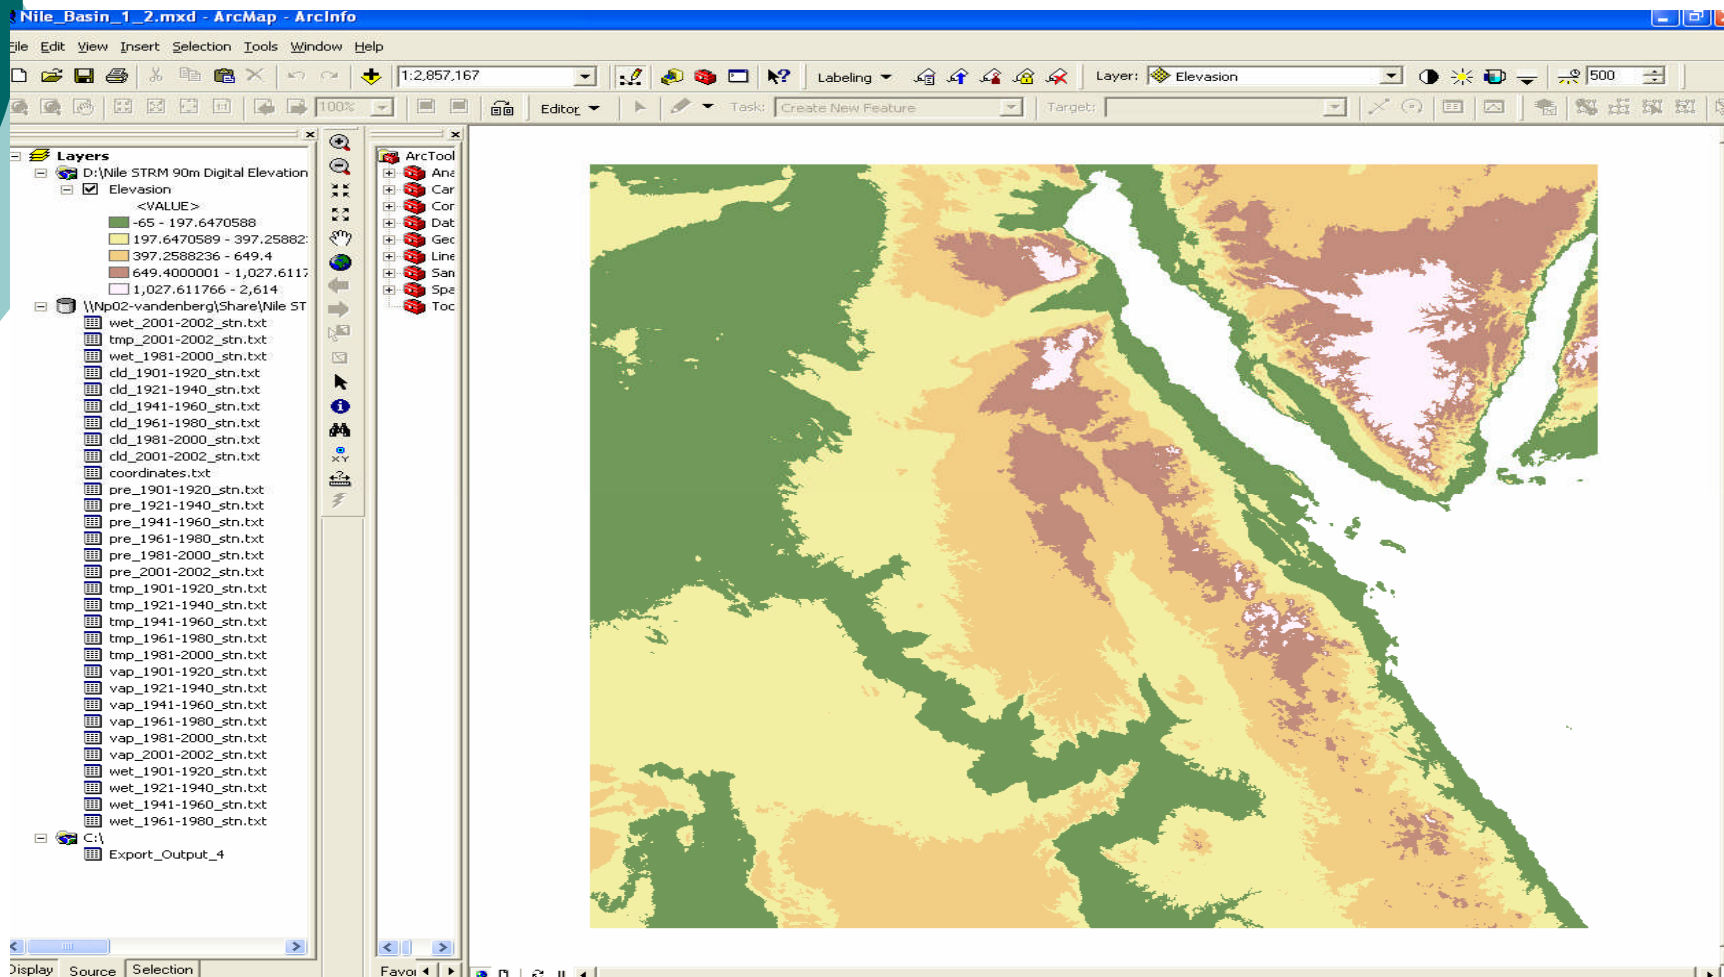 Nile_Basin_1_2.mxd - ArcMap - ArcInfo
File Edit View Insert Selection Tools Window Help
1:2,857,167 Labeling Layer: Elevasion 500
100% Editor Task: Create New Feature Target:
Layers
D:\Nile STRM 90m Digital Elevation
Elevasion
<VALUE>
-65 - 197.6470588
197.6470589 - 397.25882
397.2588236 - 649.4
649.4000001 - 1,027.6117
1,027.611766 - 2,614
\\Np02-vandenberg\Share\Nile ST
wet_2001-2002_stn.txt
tmp_2001-2002_stn.txt
wet_1981-2000_stn.txt
cld_1901-1920_stn.txt
cld_1921-1940_stn.txt
cld_1941-1960_stn.txt
cld_1961-1980_stn.txt
cld_1981-2000_stn.txt
cld_2001-2002_stn.txt
coordinates.txt
pre_1901-1920_stn.txt
pre_1921-1940_stn.txt
pre_1941-1960_stn.txt
pre_1961-1980_stn.txt
pre_1981-2000_stn.txt
pre_2001-2002_stn.txt
tmp_1901-1920_stn.txt
tmp_1921-1940_stn.txt
tmp_1941-1960_stn.txt
tmp_1961-1980_stn.txt
tmp_1981-2000_stn.txt
vap_1901-1920_stn.txt
vap_1921-1940_stn.txt
vap_1941-1960_stn.txt
vap_1961-1980_stn.txt
vap_1981-2000_stn.txt
vap_2001-2002_stn.txt
wet_1901-1920_stn.txt
wet_1921-1940_stn.txt
wet_1941-1960_stn.txt
wet_1961-1980_stn.txt
C:\
Export_Output_4
Display Source Selection
ArcTool
Ana
Car
Cor
Dat
Geo
Line
San
Spa
Too
Favor